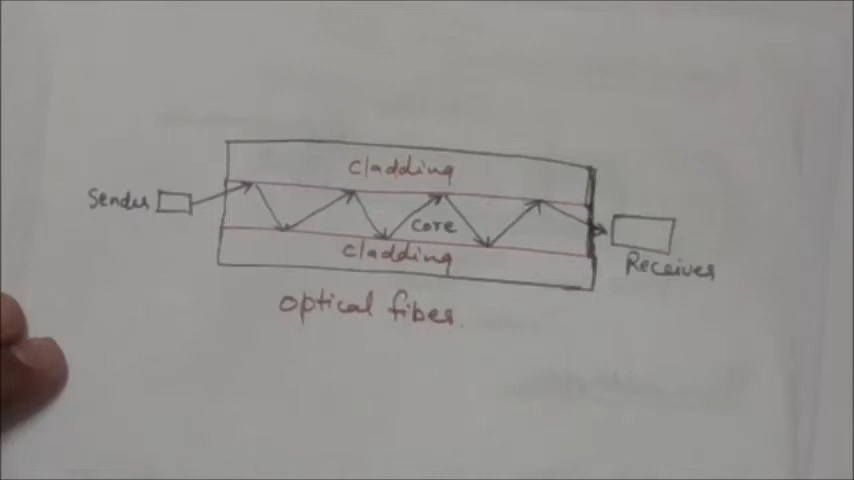 cladding
Sender
core
cladding
Receiver
optical fiber.